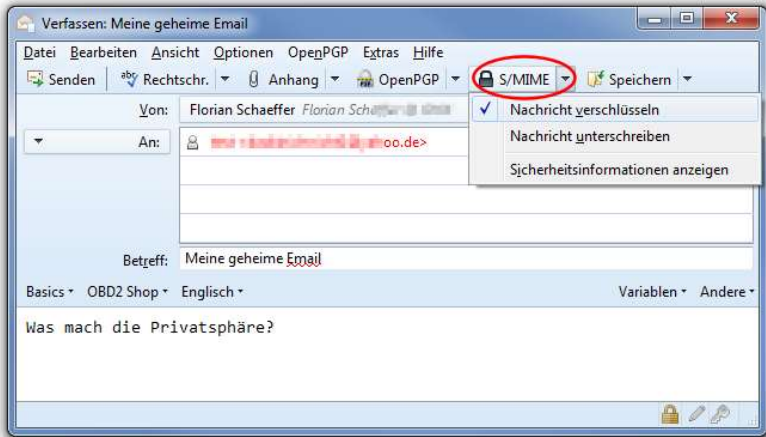 Verfassen: Meine geheime Email
Datei Bearbeiten Ansicht Optionen OpenPGP Extras Hilfe
Senden Rechtschr. Anhang OpenPGP S/MIME Speichern
Von: Florian Schaeffer Florian
Nachricht verschlüsseln
An: oo.de>
Nachricht unterschreiben
Sicherheitsinformationen anzeigen
Betreff: Meine geheime Email
Basics OBD2 Shop Englisch Variablen Andere
Was mach die Privatsphäre?